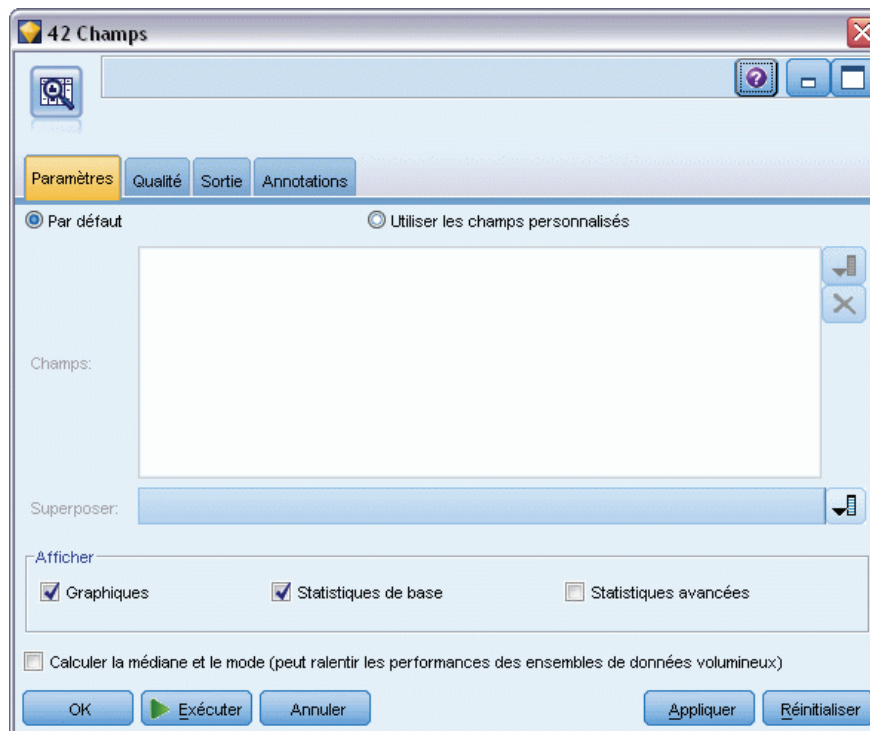 42 Champs
Paramètres Qualité Sortie Annotations
Par défaut Utiliser les champs personnalisés
Champs:
Superposer:
Afficher
Graphiques Statistiques de base Statistiques avancées
Calculer la médiane et le mode (peut ralentir les performances des ensembles de données volumineux)
OK Exécuter Annuler Appliquer Réinitialiser